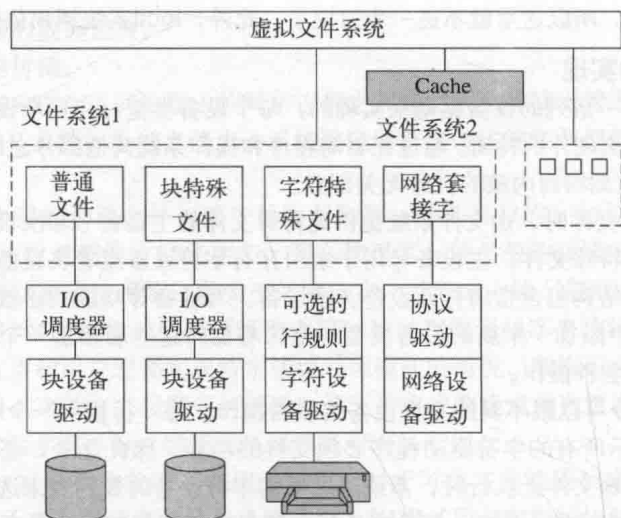 虚拟文件系统
Cache
文件系统1
文件系统2
普通
文件
块特殊
文件
字符特
殊文件
网络套
接字
I/O
调度器
I/O
调度器
可选的
行规则
协议
驱动
块设备
驱动
块设备
驱动
字符设
备驱动
网络设
备驱动